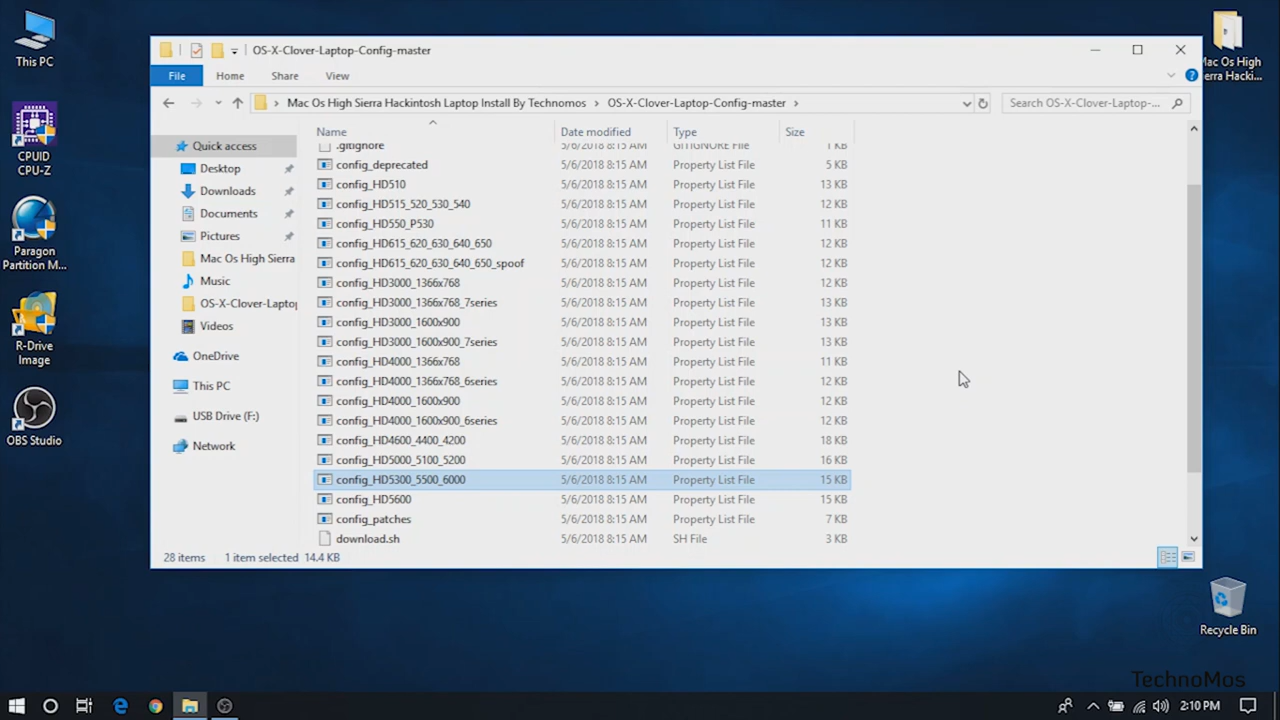 This PC
CPUID
CPU-Z
Paragon
Partition M...
R-Drive
Image
OBS Studio
OS-X-Clover-Laptop-Config-master
File
Home
Share
View
Mac Os High Sierra Hackintosh Laptop Install By Technomos
OS-X-Clover-Laptop-Config-master
Search OS-X-Clover-Laptop-...
Quick access
Desktop
Downloads
Documents
Pictures
Mac Os High Sierra
Music
OS-X-Clover-Laptop
Videos
OneDrive
This PC
USB Drive (F:)
Network
Name Date modified Type Size
.gitignore 5/6/2018 8:15 AM GITIGNORE File 1 KB
config_deprecated 5/6/2018 8:15 AM Property List File 5 KB
config_HD510 5/6/2018 8:15 AM Property List File 13 KB
config_HD515_520_530_540 5/6/2018 8:15 AM Property List File 12 KB
config_HD550_P530 5/6/2018 8:15 AM Property List File 11 KB
config_HD615_620_630_640_650 5/6/2018 8:15 AM Property List File 12 KB
config_HD615_620_630_640_650_spoof 5/6/2018 8:15 AM Property List File 12 KB
config_HD3000_1366x768 5/6/2018 8:15 AM Property List File 12 KB
config_HD3000_1366x768_7series 5/6/2018 8:15 AM Property List File 13 KB
config_HD3000_1600x900 5/6/2018 8:15 AM Property List File 13 KB
config_HD3000_1600x900_7series 5/6/2018 8:15 AM Property List File 13 KB
config_HD4000_1366x768 5/6/2018 8:15 AM Property List File 11 KB
config_HD4000_1366x768_6series 5/6/2018 8:15 AM Property List File 12 KB
config_HD4000_1600x900 5/6/2018 8:15 AM Property List File 12 KB
config_HD4000_1600x900_6series 5/6/2018 8:15 AM Property List File 12 KB
config_HD4600_4400_4200 5/6/2018 8:15 AM Property List File 18 KB
config_HD5000_5100_5200 5/6/2018 8:15 AM Property List File 16 KB
config_HD5300_5500_6000 5/6/2018 8:15 AM Property List File 15 KB
config_HD5600 5/6/2018 8:15 AM Property List File 15 KB
config_patches 5/6/2018 8:15 AM Property List File 7 KB
download.sh 5/6/2018 8:15 AM SH File 3 KB
28 items 1 item selected 14.4 KB
Mac Os High
Sierra Hacki...
Recycle Bin
TechnoMos
2:10 PM